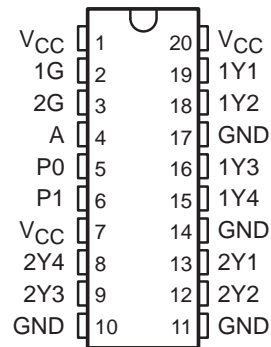 VCC 1 20 VCC
1G 2 19 1Y1
2G 3 18 1Y2
A 4 17 GND
P0 5 16 1Y3
P1 6 15 1Y4
VCC 7 14 GND
2Y4 8 13 2Y1
2Y3 9 12 2Y2
GND 10 11 GND